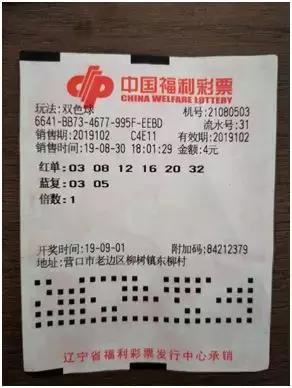 中国福利彩票
CHINA WELFARE LOTTERY
玩法:双色球 机号:21080503
6641-BB73-4677-995F-EEBD 流水号:31
销售期:2019102 C4E11 有效期:2019102
销售时间:19-08-30 18:01:29 金额:4元
红单:03 08 12 16 20 32
蓝复:03 05
倍数:1
开奖时间:19-09-01 附加码:84212379
地址:营口市老边区柳树镇东柳村
辽宁省福利彩票发行中心承销